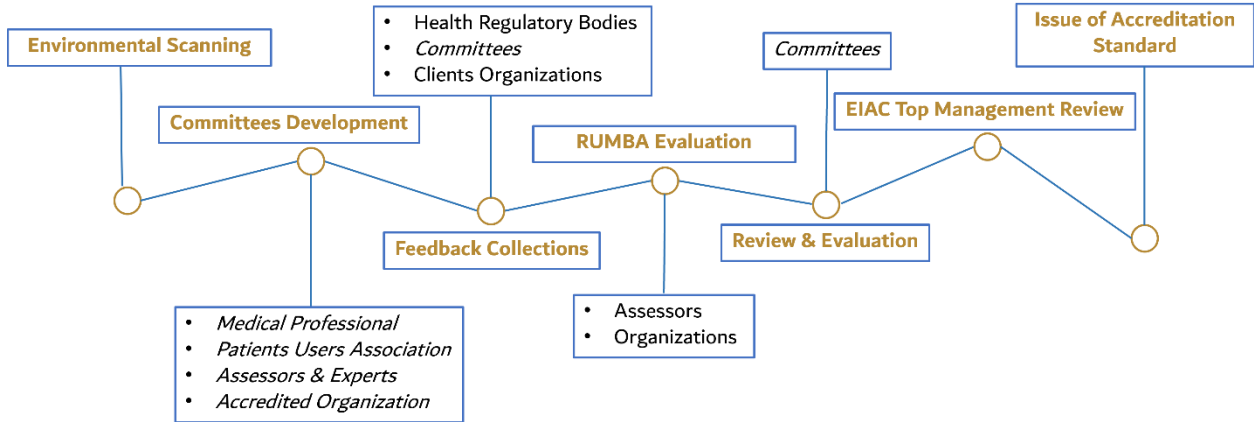 Environmental Scanning
Committees Development
• Medical Professional
• Patients Users Association
• Assessors & Experts
• Accredited Organization
• Health Regulatory Bodies
• Committees
• Clients Organizations
Feedback Collections
RUMBA Evaluation
• Assessors
• Organizations
Committees
Review & Evaluation
EIAC Top Management Review
Issue of Accreditation
Standard